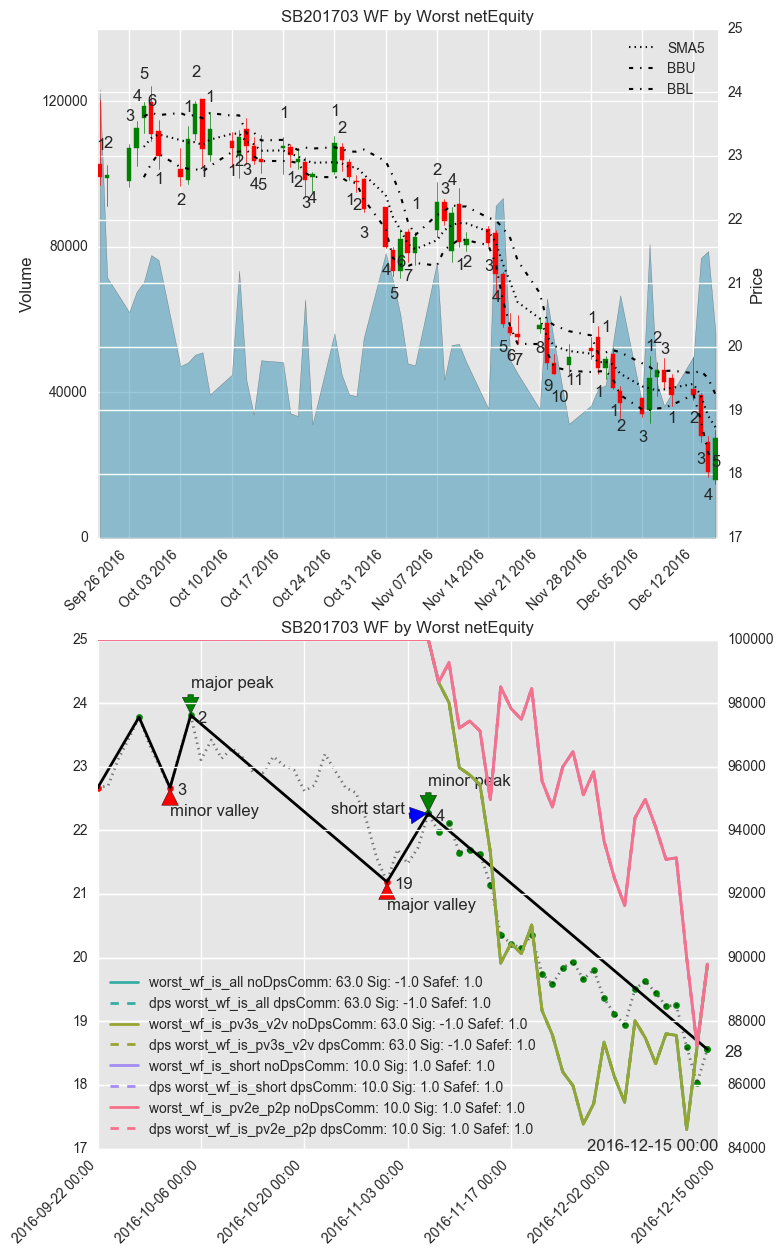 SB201703 WF by Worst netEquity
25
SMA5
BBU
BBL
24
120000
23
22
80000
Volume
Price
21
20
40000
19
18
0
17
Sep 26 2016
Oct 03 2016
Oct 10 2016
Oct 17 2016
Oct 24 2016
Oct 31 2016
Nov 07 2016
Nov 14 2016
Nov 21 2016
Nov 28 2016
Dec 05 2016
Dec 12 2016
SB201703 WF by Worst netEquity
25 100000
major peak
24 98000
2
23 96000
minor peak
3
minor valley
short start
4
22 94000
19
21 92000
major valley
20 90000
worst_wf_is_all noDpsComm: 63.0 Sig: -1.0 Safef: 1.0
dps worst_wf_is_all dpsComm: 63.0 Sig: -1.0 Safef: 1.0
worst_wf_is_pv3s_v2v noDpsComm: 63.0 Sig: -1.0 Safef: 1.0
19 88000
dps worst_wf_is_pv3s_v2v dpsComm: 63.0 Sig: -1.0 Safef: 1.0
28
worst_wf_is_short noDpsComm: 10.0 Sig: 1.0 Safef: 1.0
dps worst_wf_is_short dpsComm: 10.0 Sig: 1.0 Safef: 1.0
18 86000
worst_wf_is_pv2e_p2p noDpsComm: 10.0 Sig: 1.0 Safef: 1.0
dps worst_wf_is_pv2e_p2p dpsComm: 10.0 Sig: 1.0 Safef: 1.0
2016-12-15 00:00
17 84000
2016-09-22 00:00
2016-10-06 00:00
2016-10-20 00:00
2016-11-03 00:00
2016-11-17 00:00
2016-12-02 00:00
2016-12-15 00:00